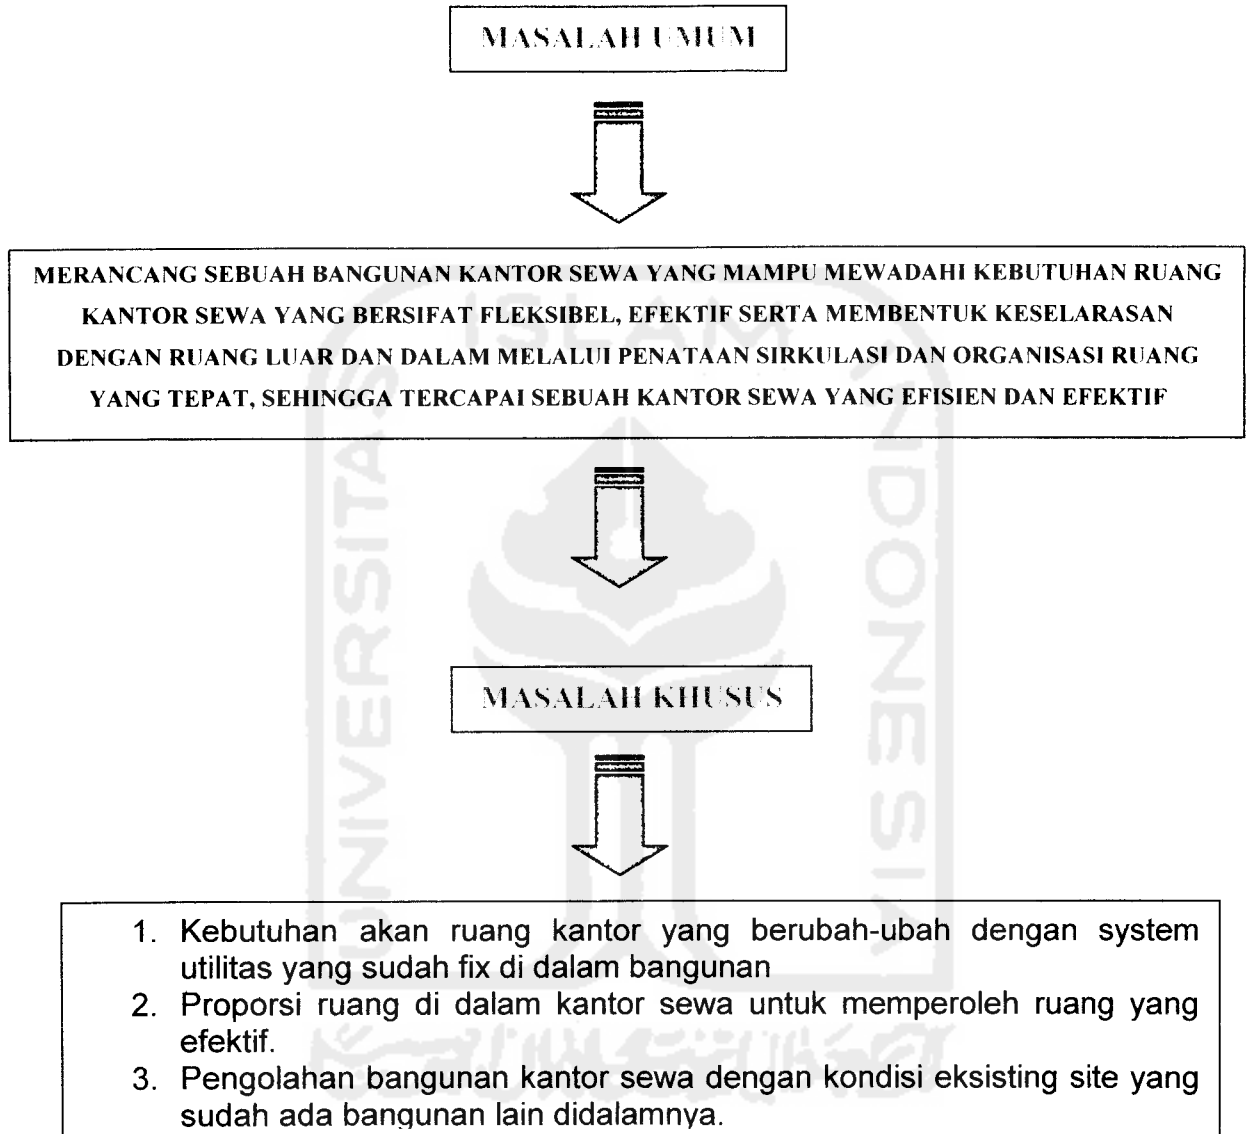 MASALAH UMUM
MERANCANG SEBUAH BANGUNAN KANTOR SEWA YANG MAMPU MEWADAHI KEBUTUHAN RUANG
KANTOR SEWA YANG BERSIFAT FLEKSIBEL, EFEKTIF SERTA MEMBENTUK KESELARASAN
DENGAN RUANG LUAR DAN DALAM MELALUI PENATAAN SIRKULASI DAN ORGANISASI RUANG
YANG TEPAT, SEHINGGA TERCAPAI SEBUAH KANTOR SEWA YANG EFISIEN DAN EFEKTIF
MASALAH KHUSUS
1. Kebutuhan akan ruang kantor yang berubah-ubah dengan system
utilitas yang sudah fix di dalam bangunan
2. Proporsi ruang di dalam kantor sewa untuk memperoleh ruang yang
efektif.
3. Pengolahan bangunan kantor sewa dengan kondisi eksisting site yang
sudah ada bangunan lain didalamnya.
UNIVERSITAS
ISLAM
INDONESIA